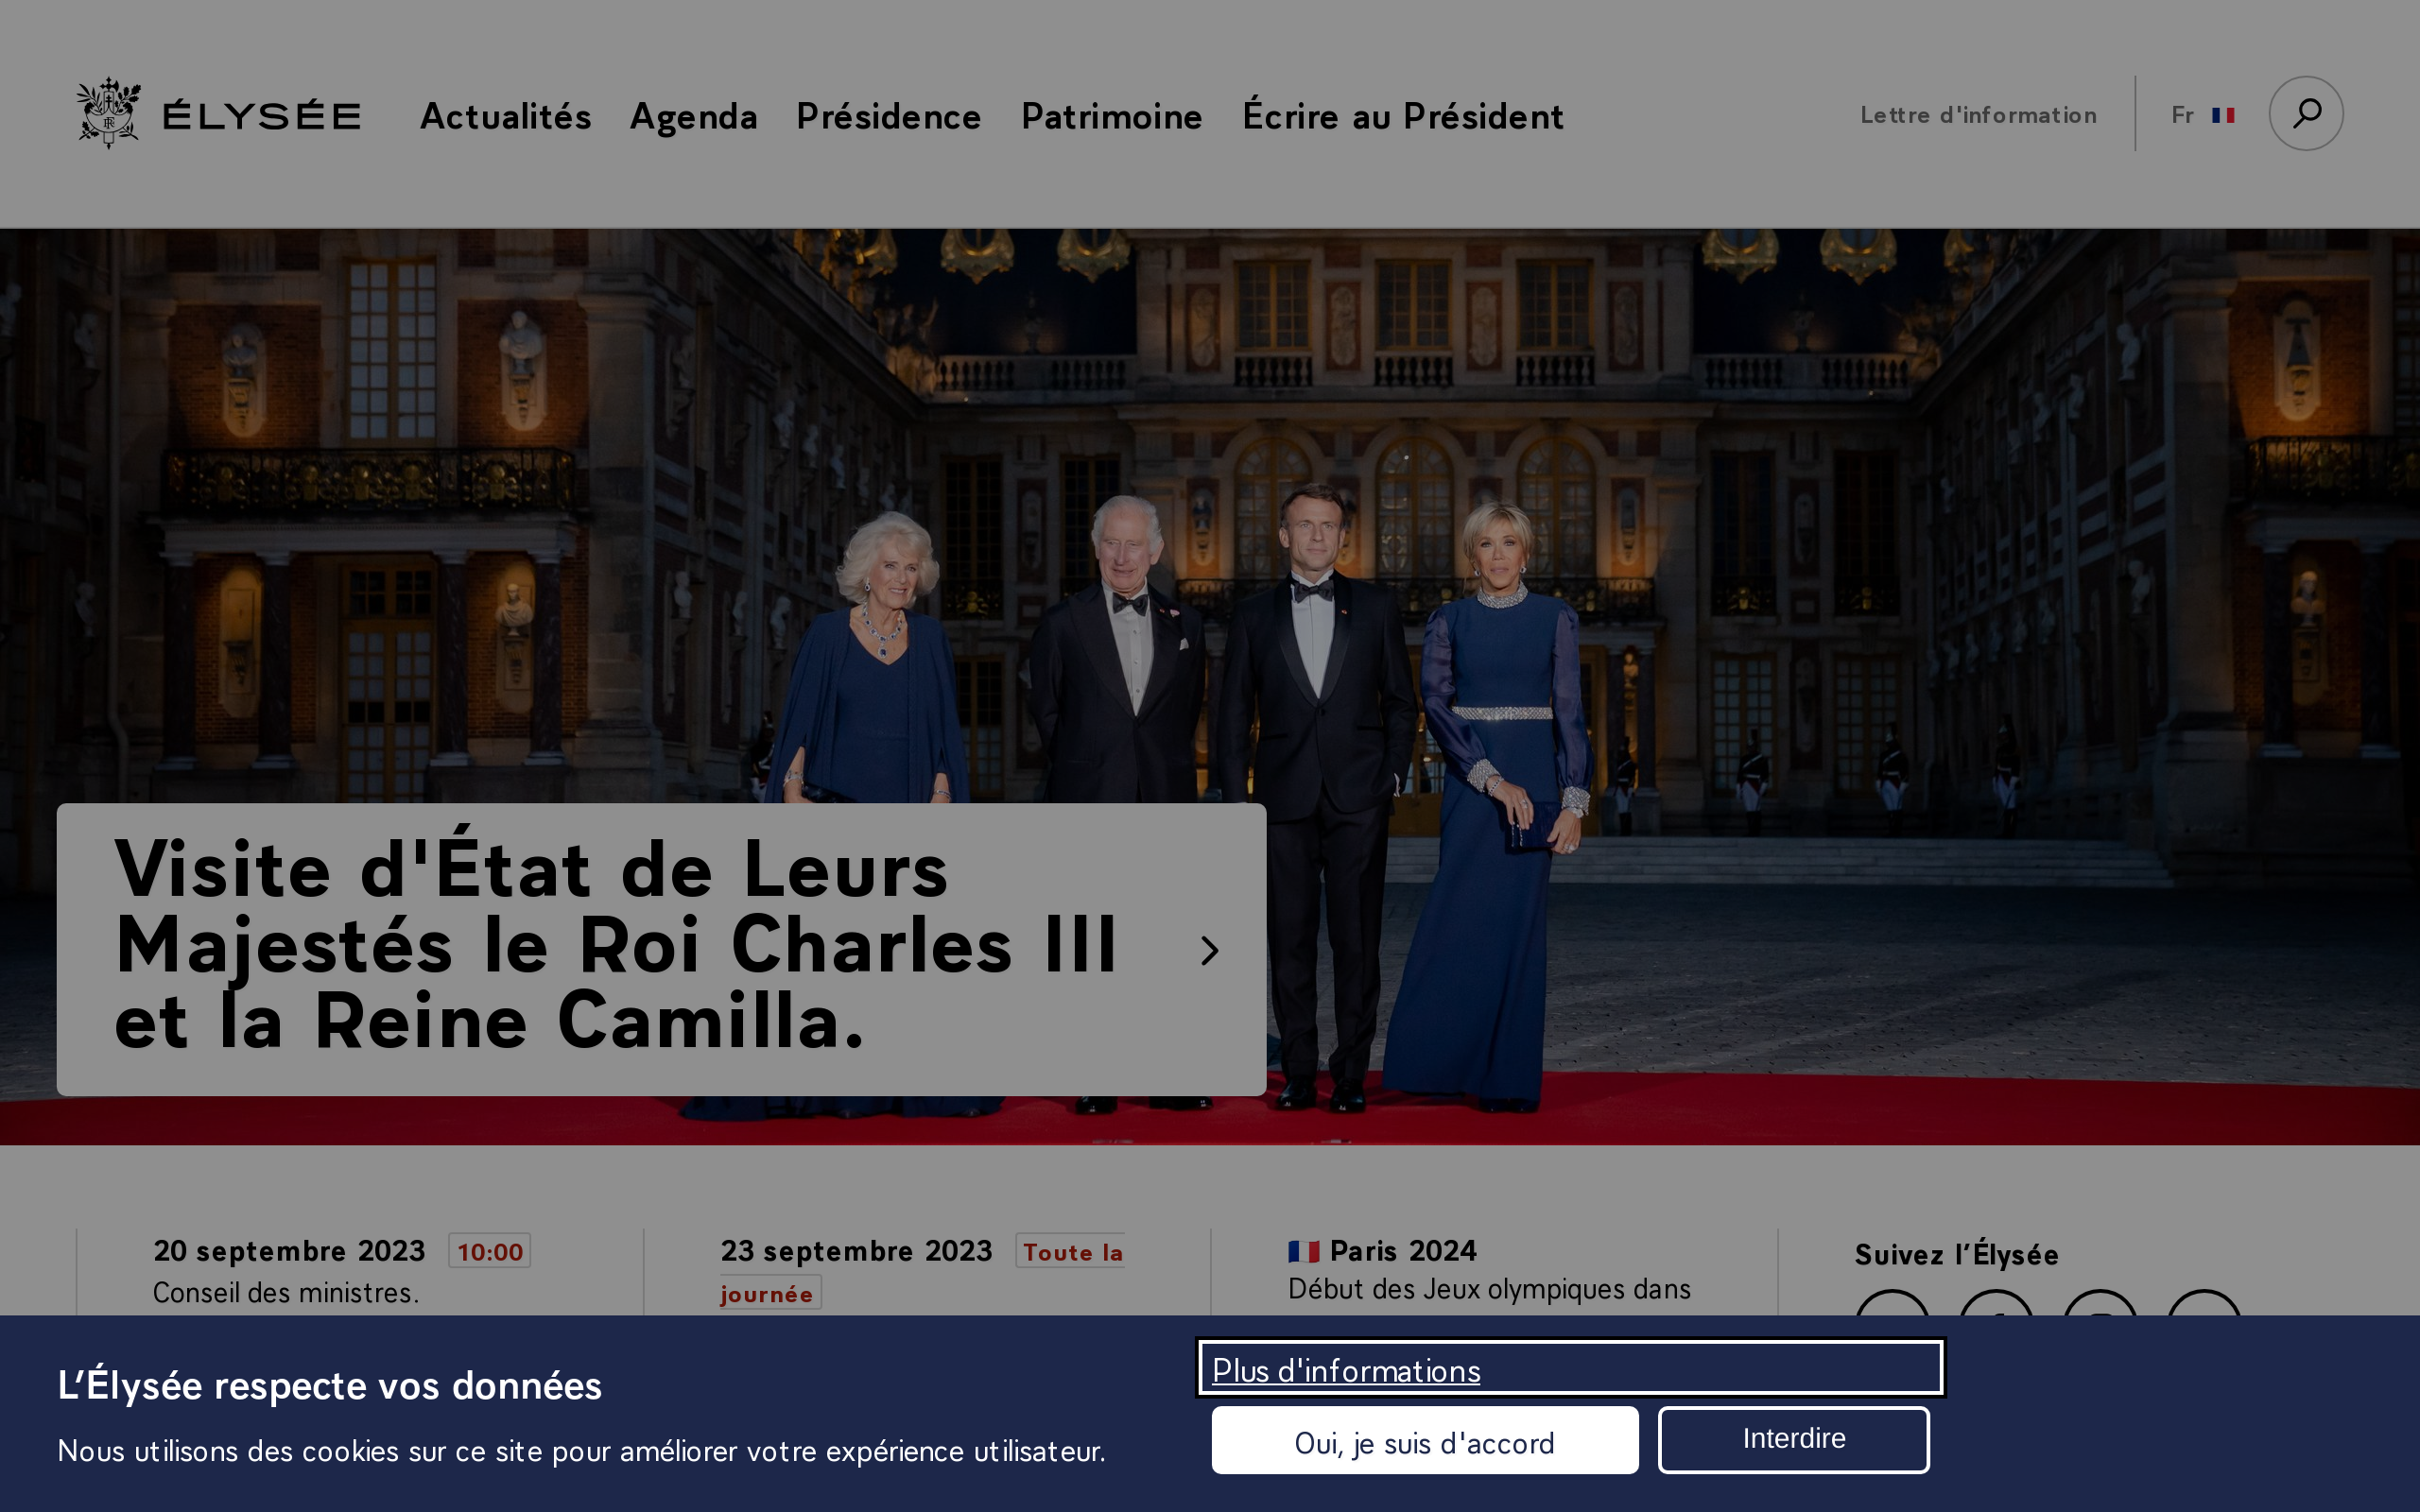 ÉLYSÉE Actualités Agenda Présidence Patrimoine Écrire au Président Lettre d'information Fr
Visite d'État de Leurs
Majestés le Roi Charles III
et la Reine Camilla.
20 septembre 2023 10:00
Conseil des ministres.
23 septembre 2023 Toute la
journée
🇫🇷 Paris 2024
Début des Jeux olympiques dans
Suivez l’Élysée
L’Élysée respecte vos données
Nous utilisons des cookies sur ce site pour améliorer votre expérience utilisateur.
Plus d'informations
Oui, je suis d'accord
Interdire